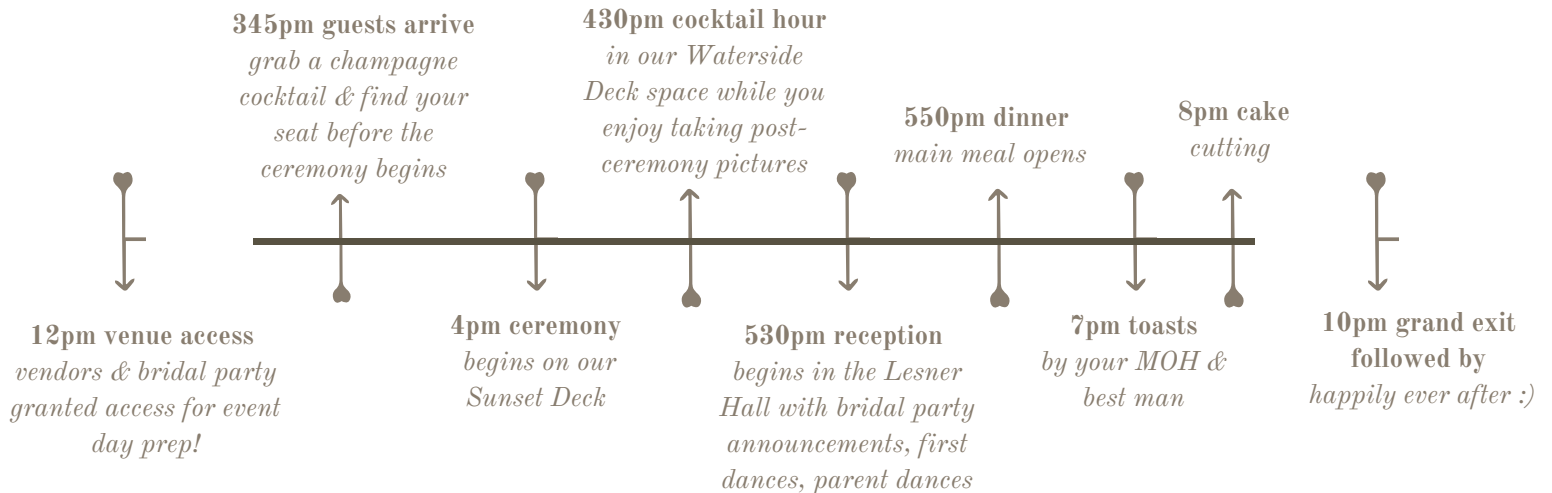 12pm venue access
vendors & bridal party
granted access for event
day prep!
345pm guests arrive
grab a champagne
cocktail & find your
seat before the
ceremony begins
4pm ceremony
begins on our
Sunset Deck
430pm cocktail hour
in our Waterside
Deck space while you
enjoy taking post-
ceremony pictures
530pm reception
begins in the Lesner
Hall with bridal party
announcements, first
dances, parent dances
550pm dinner
main meal opens
7pm toasts
by your MOH &
best man
8pm cake
cutting
10pm grand exit
followed by
happily ever after :)